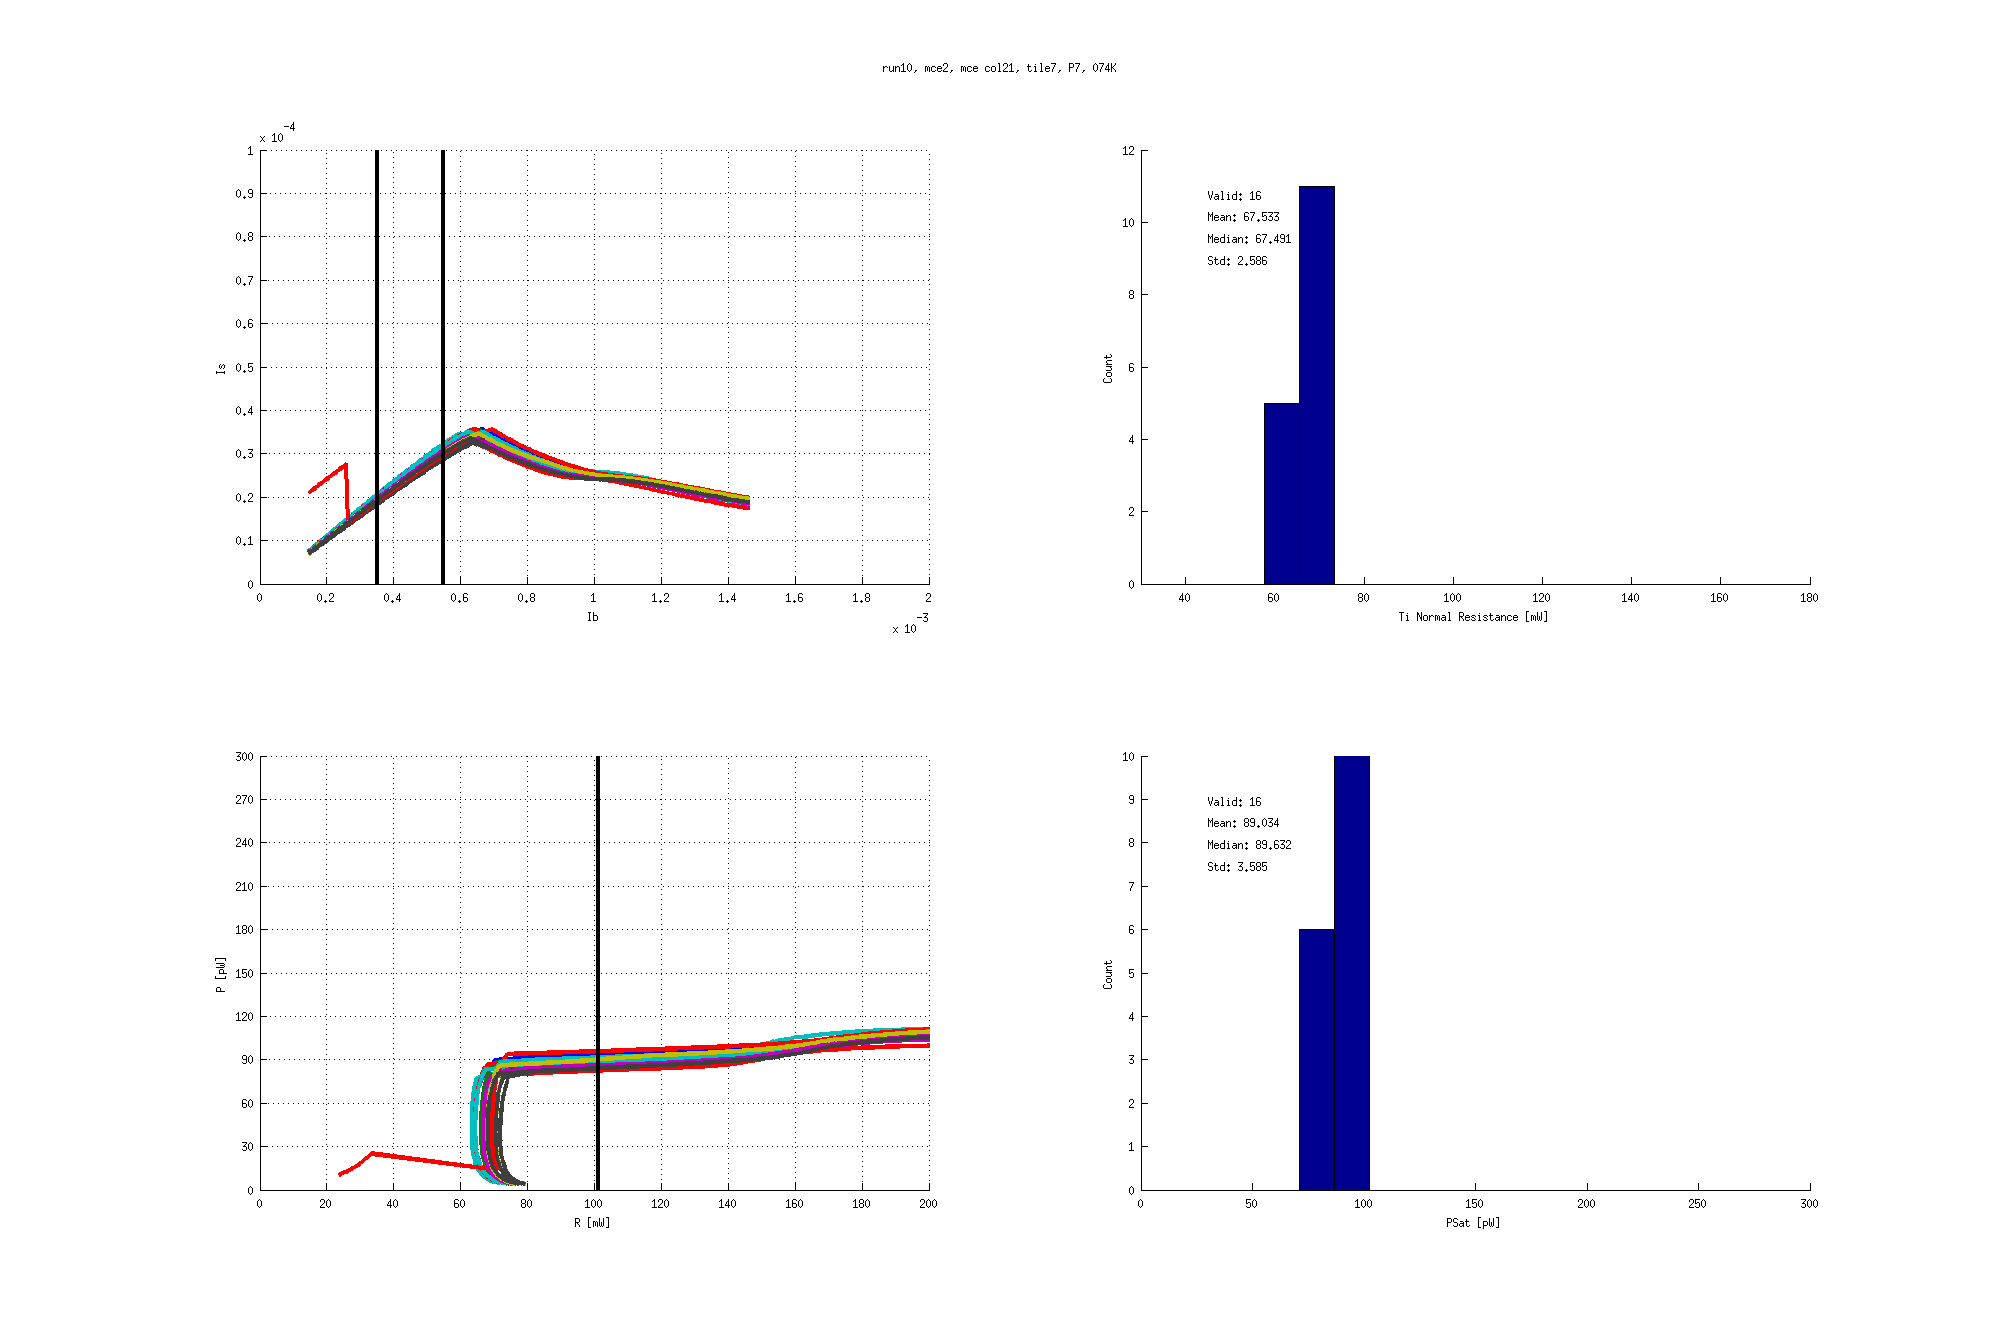 run10, mce2, mce col21, tile7, P7, 074K
x 10
-4
1
0.9
0.8
0.7
0.6
0.5
0.4
0.3
0.2
0.1
0
Is
0 0.2 0.4 0.6 0.8 1 1.2 1.4 1.6 1.8 2
Ib
x 10
-3
12
10
8
6
4
2
0
Count
Valid: 16
Mean: 67.533
Median: 67.491
Std: 2.586
40 60 80 100 120 140 160 180
Ti Normal Resistance [mW]
300
270
240
210
180
150
120
90
60
30
0
P [pW]
0 20 40 60 80 100 120 140 160 180 200
R [mW]
10
9
8
7
6
5
4
3
2
1
0
Count
Valid: 16
Mean: 89.034
Median: 89.632
Std: 3.585
0 50 100 150 200 250 300
PSat [pW]